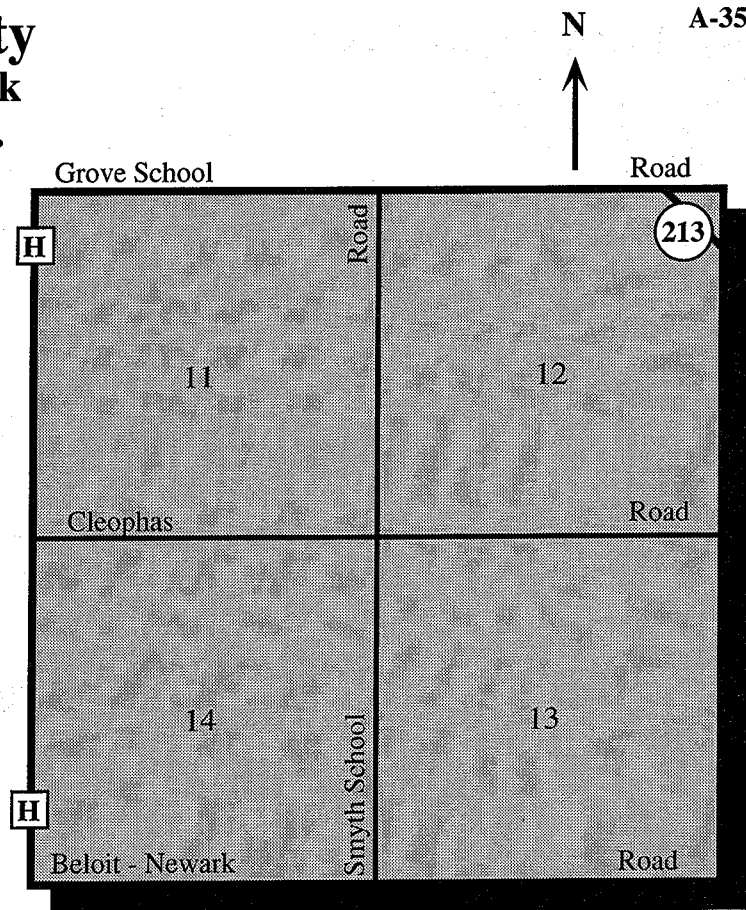 N A-35
ty
k
.
Grove School Road
H Road 213
11 12
Cleophas Road
14 13
Smyth School
H
Beloit - Newark Road